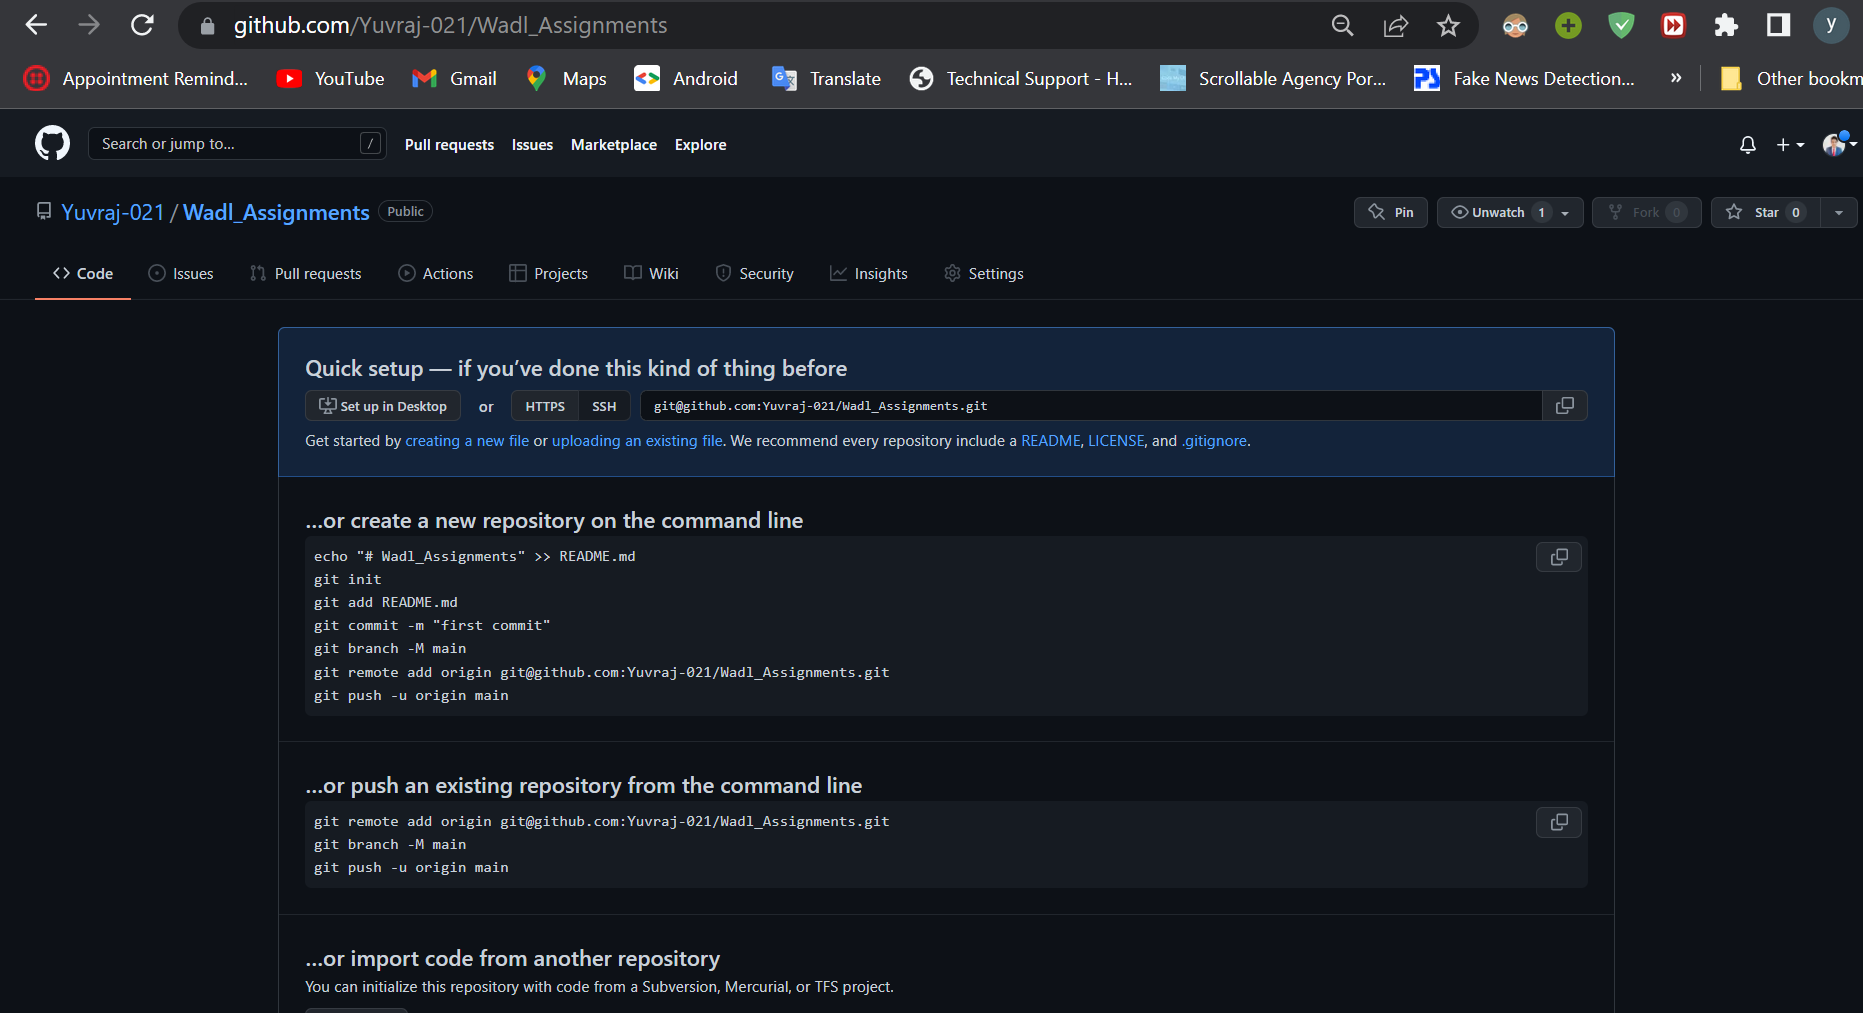 github.com/Yuvraj-021/Wadl_Assignments
y
Appointment Remind... YouTube Gmail Maps Android Translate Technical Support - H... Scrollable Agency Por... Fake News Detection... » Other bookm
Search or jump to... / Pull requests Issues Marketplace Explore
Yuvraj-021 / Wadl_Assignments Public Pin Unwatch 1 Fork 0 Star 0
Code Issues Pull requests Actions Projects Wiki Security Insights Settings
Quick setup — if you’ve done this kind of thing before
Set up in Desktop or HTTPS SSH git@github.com:Yuvraj-021/Wadl_Assignments.git
Get started by creating a new file or uploading an existing file. We recommend every repository include a README, LICENSE, and .gitignore.
…or create a new repository on the command line
echo "# Wadl_Assignments" >> README.md
git init
git add README.md
git commit -m "first commit"
git branch -M main
git remote add origin git@github.com:Yuvraj-021/Wadl_Assignments.git
git push -u origin main
…or push an existing repository from the command line
git remote add origin git@github.com:Yuvraj-021/Wadl_Assignments.git
git branch -M main
git push -u origin main
…or import code from another repository
You can initialize this repository with code from a Subversion, Mercurial, or TFS project.